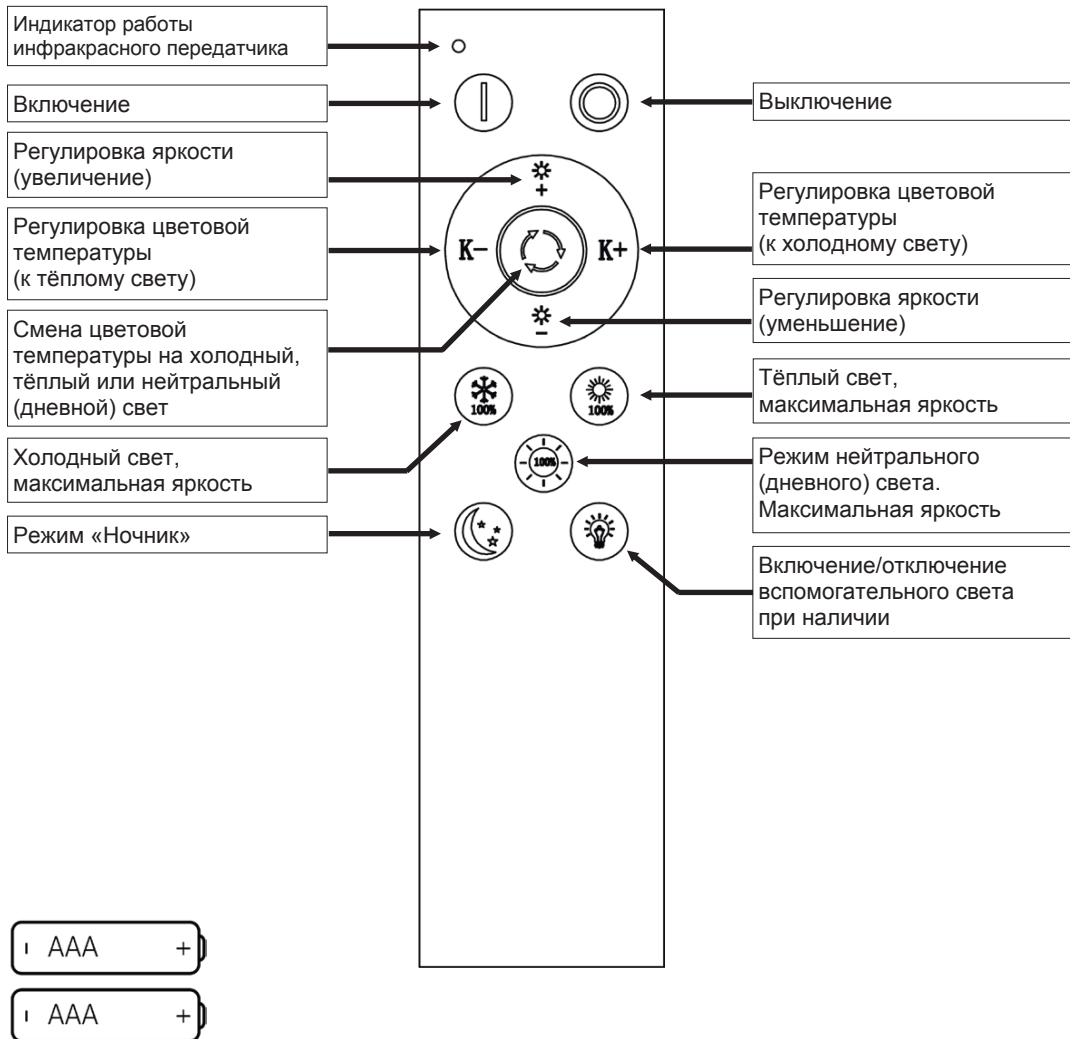 Индикатор работы
инфракрасного передатчика
Включение
Выключение
Регулировка яркости
(увеличение)
Регулировка цветовой
температуры
(к тёплому свету)
Регулировка цветовой
температуры
(к холодному свету)
Смена цветовой
температуры на холодный,
тёплый или нейтральный
(дневной) свет
Регулировка яркости
(уменьшение)
Холодный свет,
максимальная яркость
Тёплый свет,
максимальная яркость
Режим «Ночник»
Режим нейтрального
(дневного) света.
Максимальная яркость
Включение/отключение
вспомогательного света
при наличии
+
K−
K+
−
100%
100%
100%
- AAA +
- AAA +